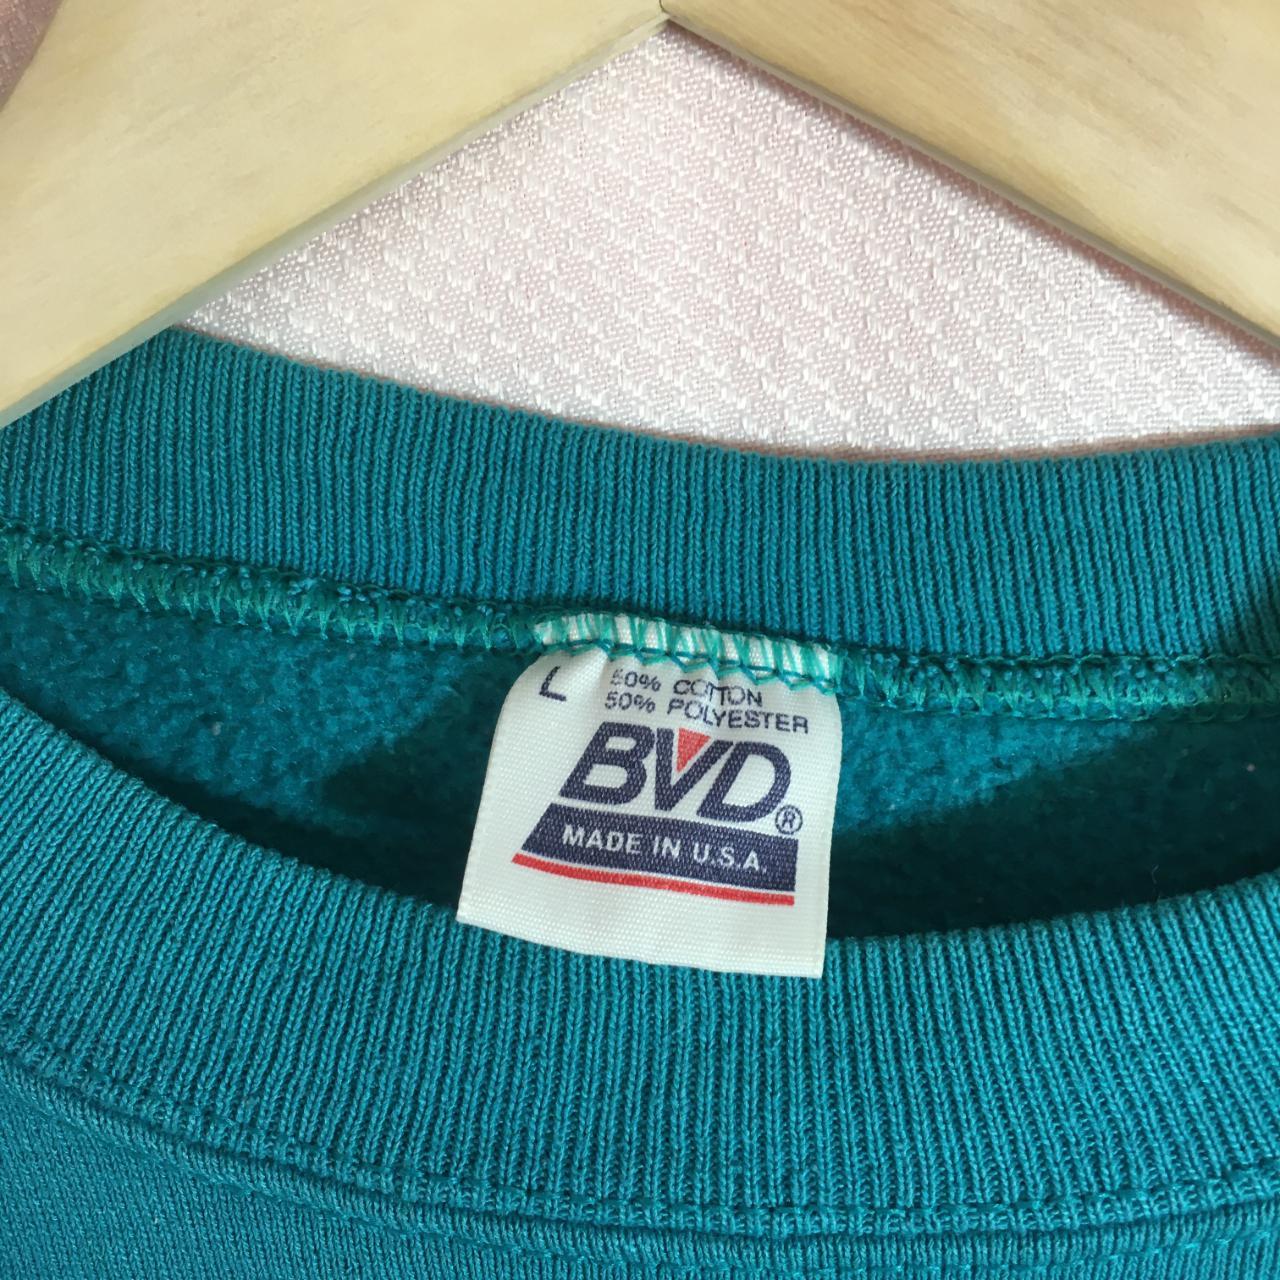 L 50% COTTON
50% POLYESTER
BVD®
MADE IN U.S.A.